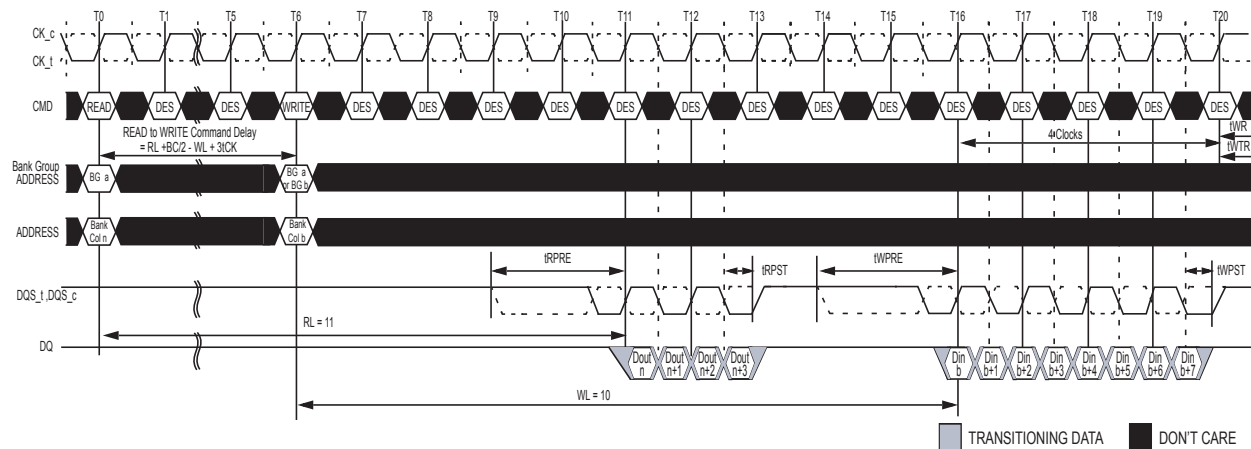 T0 T1 T5 T6 T7 T8 T9 T10 T11 T12 T13 T14 T15 T16 T17 T18 T19 T20
CK_c
CK_t
CMD READ DES DES WRITE DES DES DES DES DES DES DES DES DES DES DES DES DES DES
READ to WRITE Command Delay
= RL +BC/2 - WL + 3tCK
4 Clocks
tWR
tWTR
Bank Group
ADDRESS
BG a
BG a
or BG b
ADDRESS
Bank
Col n
Bank
Col b
tRPRE
tRPST
tWPRE
tWPST
DQS_t ,DQS_c
RL = 11
DQ
Dout
n
Dout
n+1
Dout
n+2
Dout
n+3
Din
b
Din
b+1
Din
b+2
Din
b+3
Din
b+4
Din
b+5
Din
b+6
Din
b+7
WL = 10
TRANSITIONING DATA
DON'T CARE